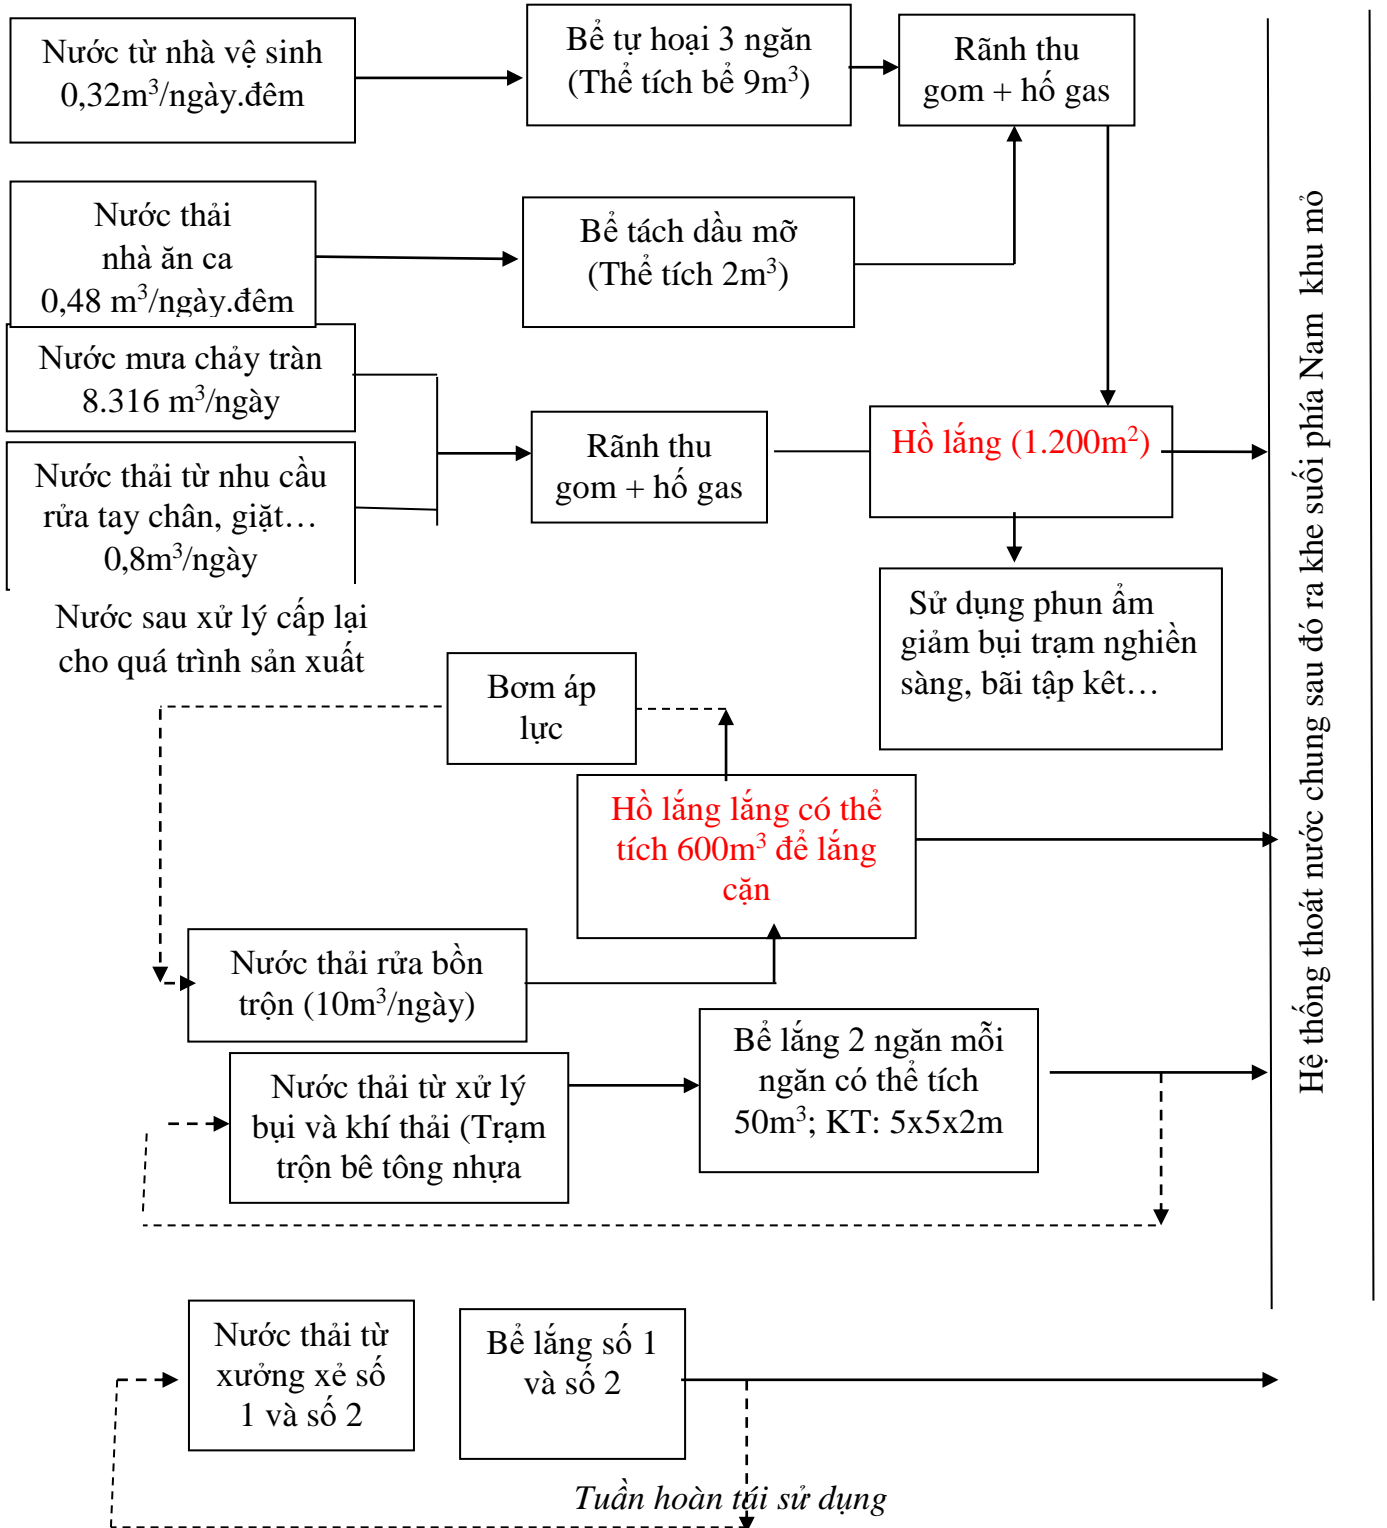 Nước từ nhà vệ sinh
0,32m³/ngày.đêm
Bể tự hoại 3 ngăn
(Thể tích bể 9m³)
Rãnh thu
gom + hố gas
Nước thải
nhà ăn ca
0,48 m³/ngày.đêm
Bể tách dầu mỡ
(Thể tích 2m³)
Nước mưa chảy tràn
8.316 m³/ngày
Nước thải từ nhu cầu
rửa tay chân, giặt…
0,8m³/ngày
Rãnh thu
gom + hố gas
Hồ lắng (1.200m²)
Sử dụng phun ẩm
giảm bụi trạm nghiền
sàng, bãi tập kêt…
Nước sau xử lý cấp lại
cho quá trình sản xuất
Bơm áp
lực
Hồ lắng lắng có thể
tích 600m³ để lắng
cặn
Nước thải rửa bồn
trộn (10m³/ngày)
Bể lắng 2 ngăn mỗi
ngăn có thể tích
50m³; KT: 5x5x2m
Nước thải từ xử lý
bụi và khí thải (Trạm
trộn bê tông nhựa
Nước thải từ
xưởng xẻ số
1 và số 2
Bể lắng số 1
và số 2
Tuần hoàn tái sử dụng
Hệ thống thoát nước chung sau đó ra khe suối phía Nam khu mỏ